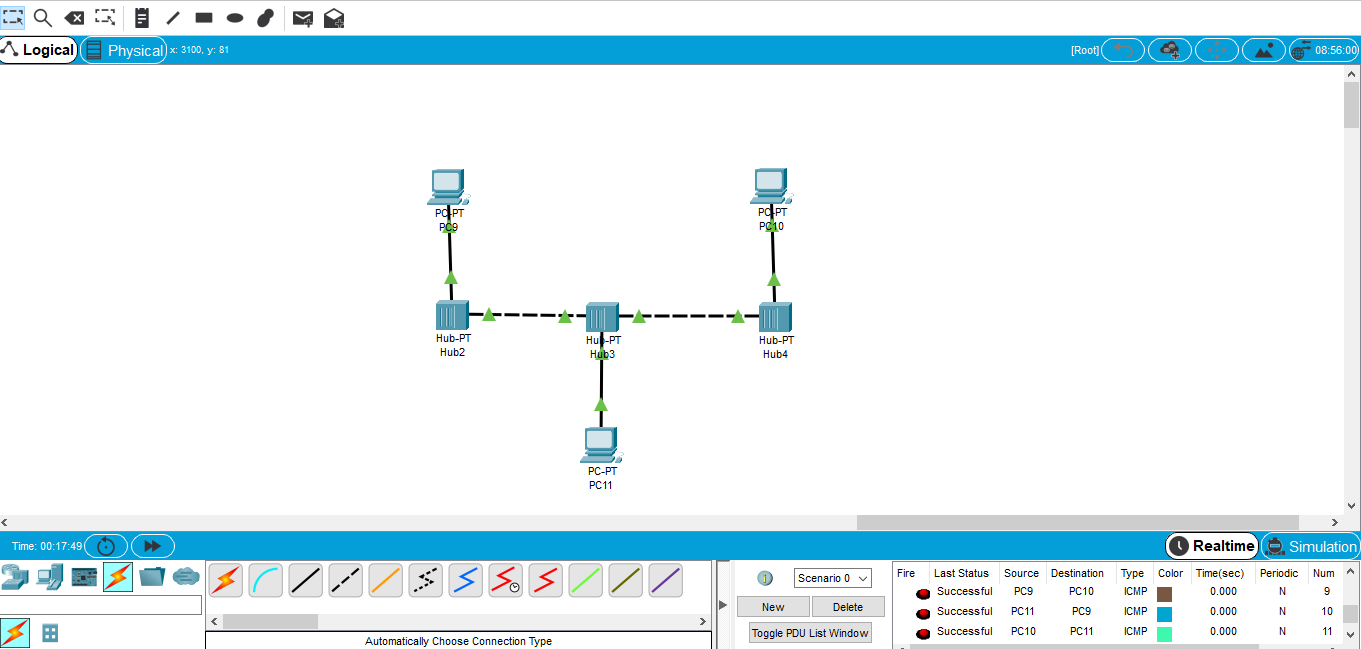 Logical Physical x: 3100, y: 81 [Root] 08:56:00
PC-PT PC-PT
PC9 PC10
Hub-PT Hub-PT Hub-PT
Hub2 Hub3 Hub4
PC-PT
PC11
Time: 00:17:49 Realtime Simulation
Scenario 0
New Delete
Toggle PDU List Window
Fire Last Status Source Destination Type Color Time(sec) Periodic Num
Successful PC9 PC10 ICMP 0.000 N 9
Successful PC11 PC9 ICMP 0.000 N 10
Successful PC10 PC11 ICMP 0.000 N 11
Automatically Choose Connection Type